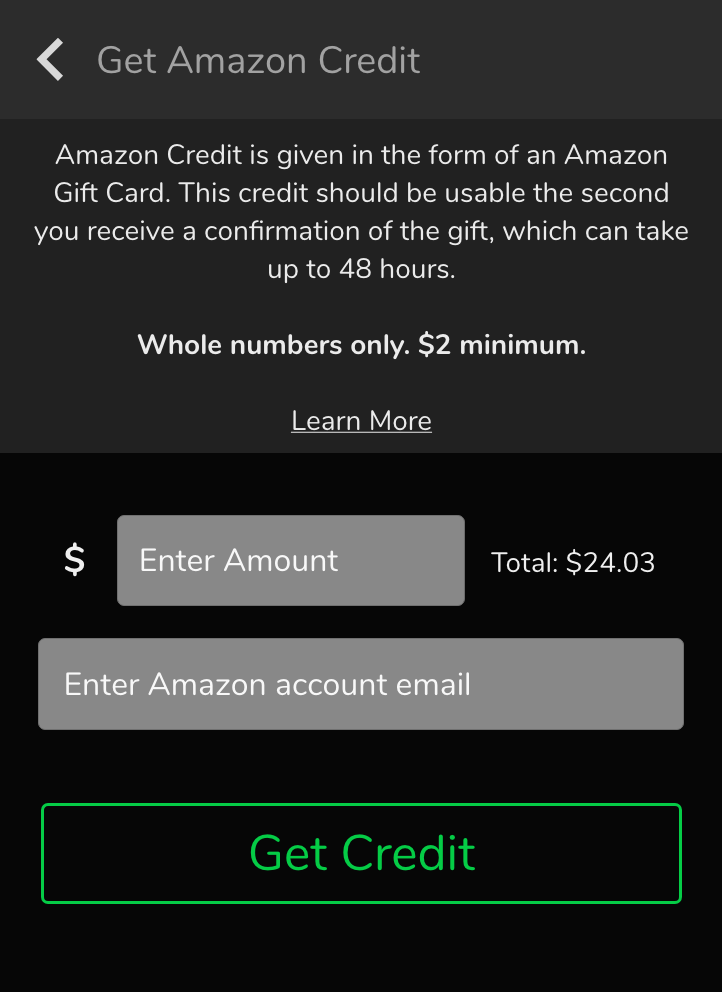 Get Amazon Credit
Amazon Credit is given in the form of an Amazon
Gift Card. This credit should be usable the second
you receive a confirmation of the gift, which can take
up to 48 hours.
Whole numbers only. $2 minimum.
Learn More
$ Enter Amount Total: $24.03
Enter Amazon account email
Get Credit